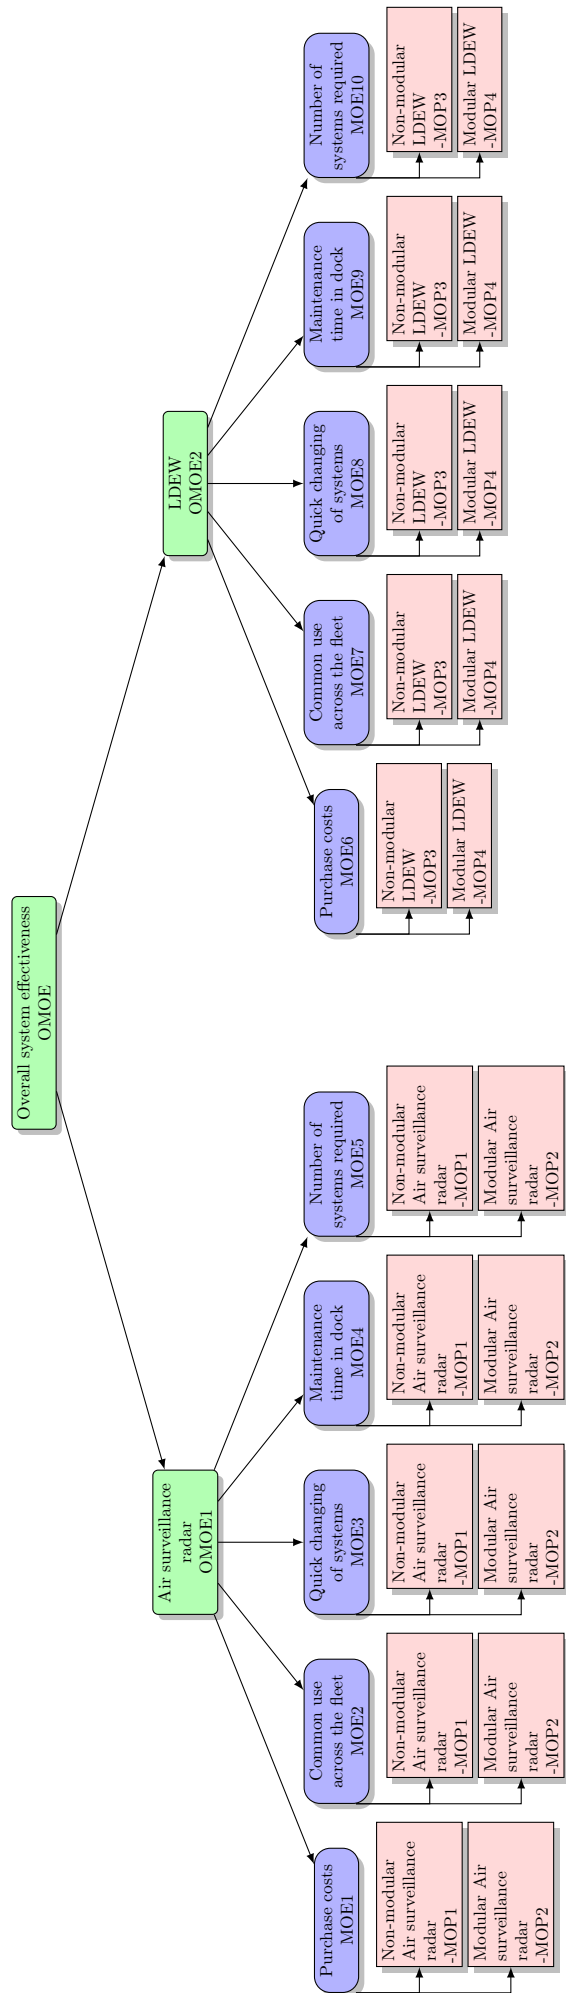 Overall system effectiveness
OMOE
Air surveillance
radar
OMOE1
Purchase costs
MOE1
Non-modular
Air surveillance
radar
-MOP1
Modular Air
surveillance
radar
-MOP2
Common use
across the fleet
MOE2
Non-modular
Air surveillance
radar
-MOP1
Modular Air
surveillance
radar
-MOP2
Quick changing
of systems
MOE3
Non-modular
Air surveillance
radar
-MOP1
Modular Air
surveillance
radar
-MOP2
Maintenance
time in dock
MOE4
Non-modular
Air surveillance
radar
-MOP1
Modular Air
surveillance
radar
-MOP2
Number of
systems required
MOE5
Non-modular
Air surveillance
radar
-MOP1
Modular Air
surveillance
radar
-MOP2
LDEW
OMOE2
Purchase costs
MOE6
Non-modular
LDEW
-MOP3
Modular LDEW
-MOP4
Common use
across the fleet
MOE7
Non-modular
LDEW
-MOP3
Modular LDEW
-MOP4
Quick changing
of systems
MOE8
Non-modular
LDEW
-MOP3
Modular LDEW
-MOP4
Maintenance
time in dock
MOE9
Non-modular
LDEW
-MOP3
Modular LDEW
-MOP4
Number of
systems required
MOE10
Non-modular
LDEW
-MOP3
Modular LDEW
-MOP4